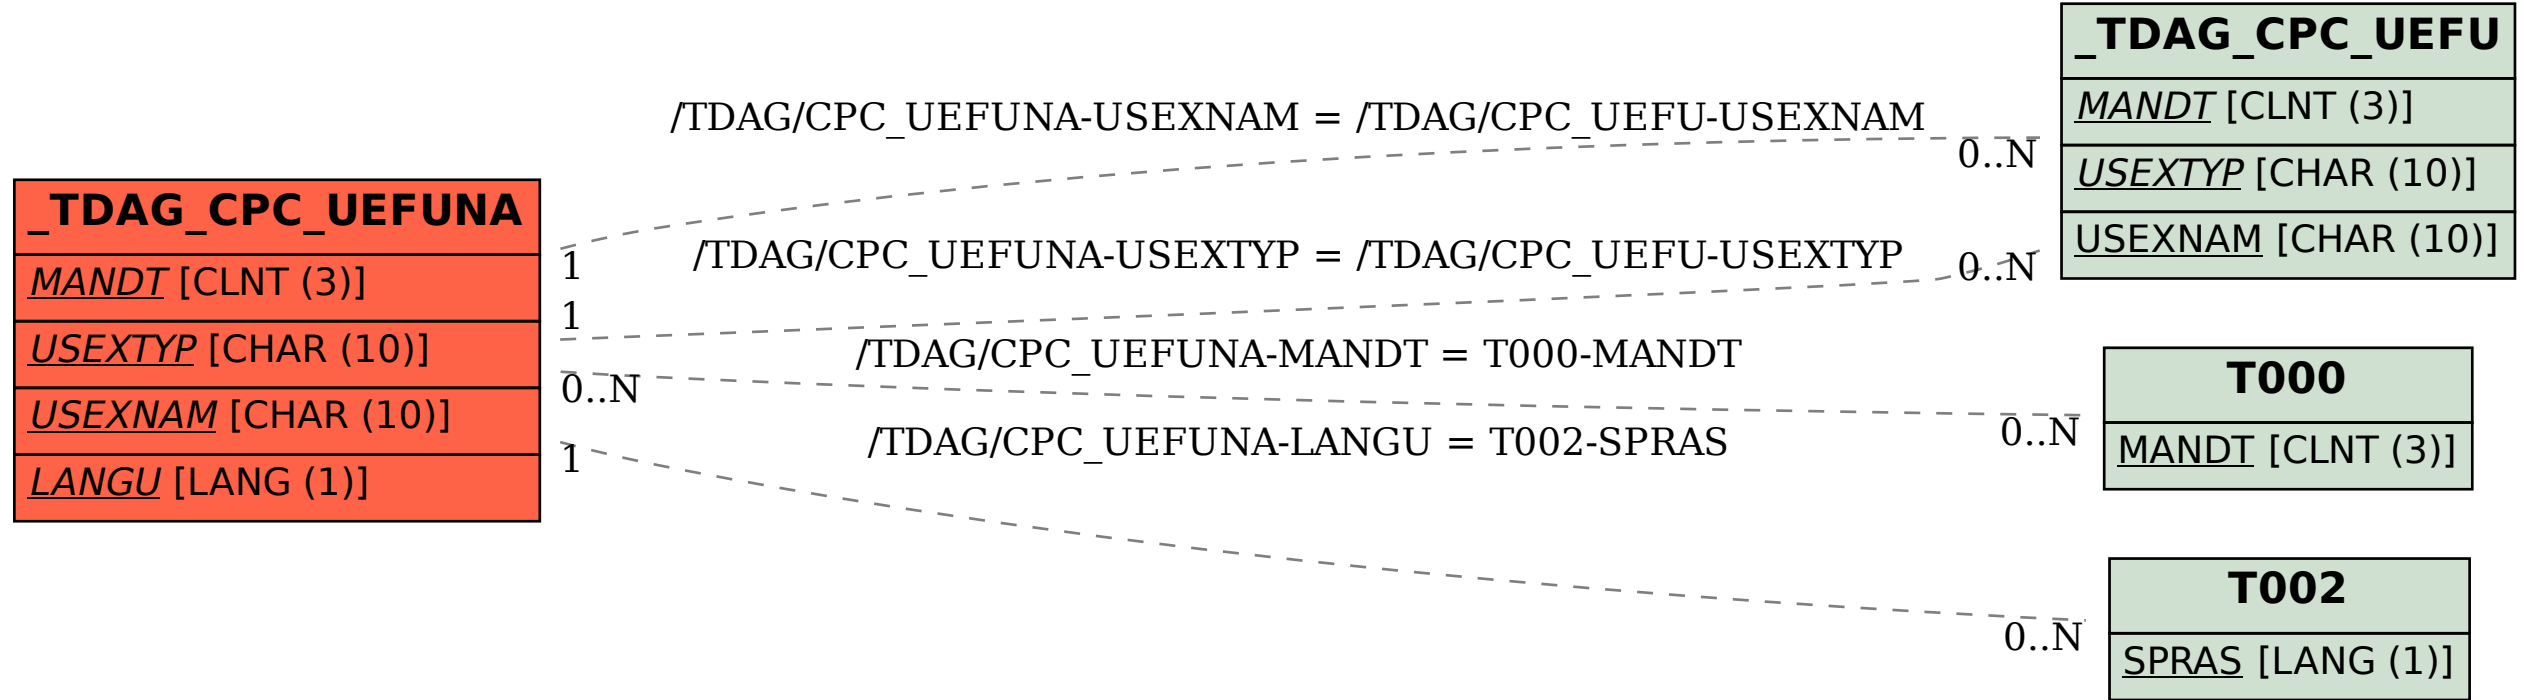 _TDAG_CPC_UEFUNA
MANDT [CLNT (3)]
USEXTYP [CHAR (10)]
USEXNAM [CHAR (10)]
LANGU [LANG (1)]
/TDAG/CPC_UEFUNA-USEXNAM = /TDAG/CPC_UEFU-USEXNAM
1
0..N
/TDAG/CPC_UEFUNA-USEXTYP = /TDAG/CPC_UEFU-USEXTYP
1
0..N
/TDAG/CPC_UEFUNA-MANDT = T000-MANDT
0..N
0..N
/TDAG/CPC_UEFUNA-LANGU = T002-SPRAS
1
0..N
_TDAG_CPC_UEFU
MANDT [CLNT (3)]
USEXTYP [CHAR (10)]
USEXNAM [CHAR (10)]
T000
MANDT [CLNT (3)]
T002
SPRAS [LANG (1)]